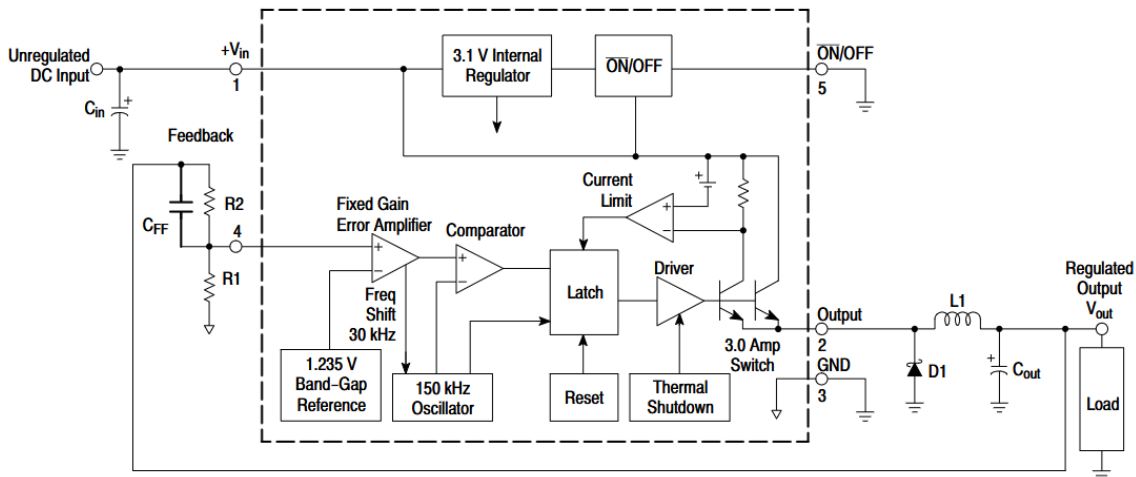 Unregulated
DC Input
+Vin
1
Cin
3.1 V Internal
Regulator
O̅N̅/OFF
O̅N̅/OFF
5
Feedback
CFF
R2
4
R1
Fixed Gain
Error Amplifier
Comparator
Current
Limit
+
−
+
−
+
−
+
+
+
Freq
Shift
30 kHz
Latch
Driver
1.235 V
Band-Gap
Reference
150 kHz
Oscillator
Reset
Thermal
Shutdown
3.0 Amp
Switch
Output
2
GND
3
L1
D1
Cout
Regulated
Output
Vout
Load